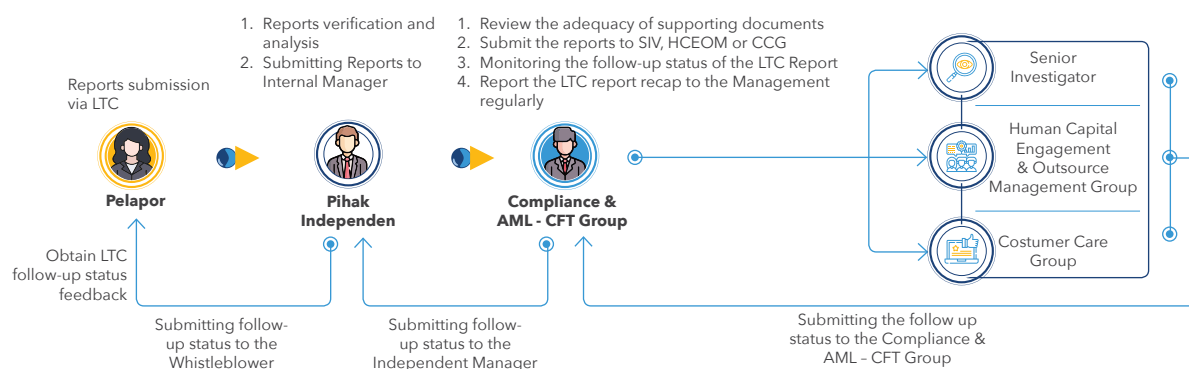 1. Reports verification and
analysis
2. Submitting Reports to
Internal Manager
1. Review the adequacy of supporting documents
2. Submit the reports to SIV, HCEOM or CCG
3. Monitoring the follow-up status of the LTC Report
4. Report the LTC report recap to the Management
regularly
Reports submission
via LTC
Pelapor
Pihak
Independen
Compliance &
AML - CFT Group
Senior
Investigator
Human Capital
Engagement
& Outsource
Management Group
Costumer Care
Group
Obtain LTC
follow-up status
feedback
Submitting follow-
up status to the
Whistleblower
Submitting follow-
up status to the
Independent Manager
Submitting the follow up
status to the Compliance &
AML – CFT Group